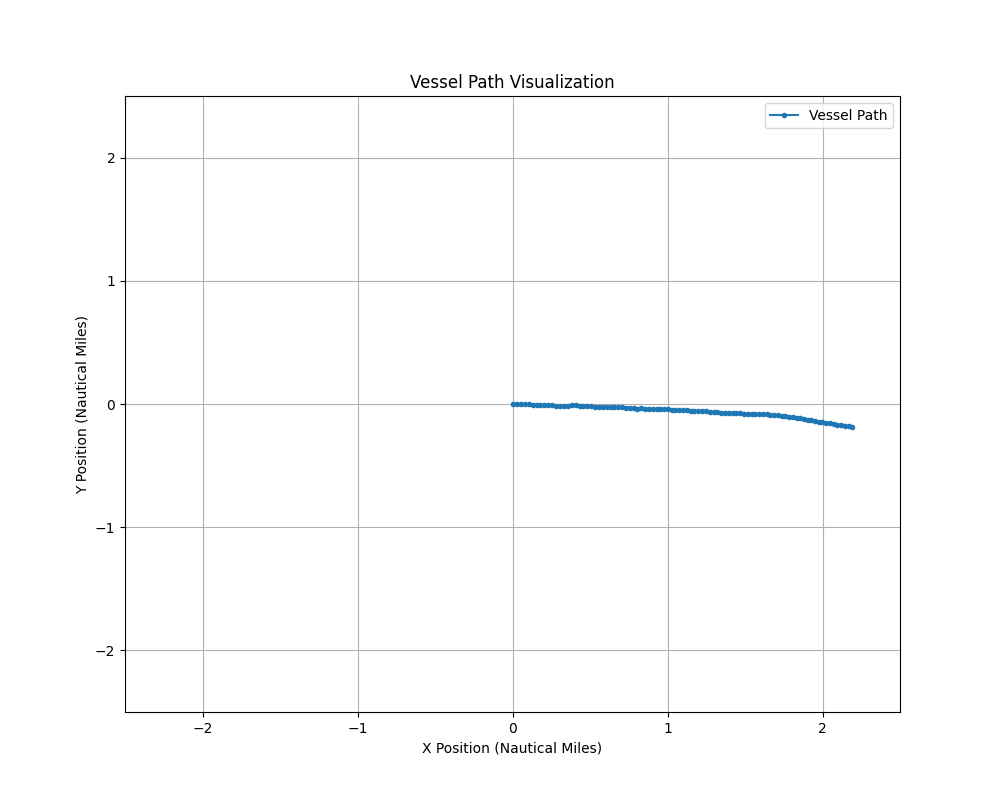 Vessel Path Visualization
Vessel Path
2
1
0
−1
−2
Y Position (Nautical Miles)
−2
−1
0
1
2
X Position (Nautical Miles)